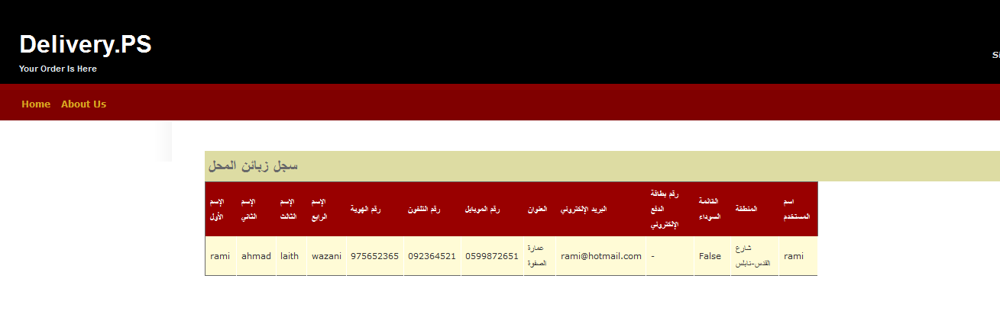 Delivery.PS
Your Order Is Here
Home About Us
سجل زبائن المحل
الإسم الأول
الإسم الثاني
الإسم الثالث
الإسم الرابع
رقم الهوية
رقم التلفون
رقم الموبايل
العنوان
البريد الإلكتروني
رقم بطاقة الدفع الإلكتروني
القائمة السوداء
المنطقة
اسم المستخدم
rami
ahmad
laith
wazani
975652365
092364521
0599872651
عمارة الصفوة
rami@hotmail.com
-
False
شارع القدس-نابلس
rami